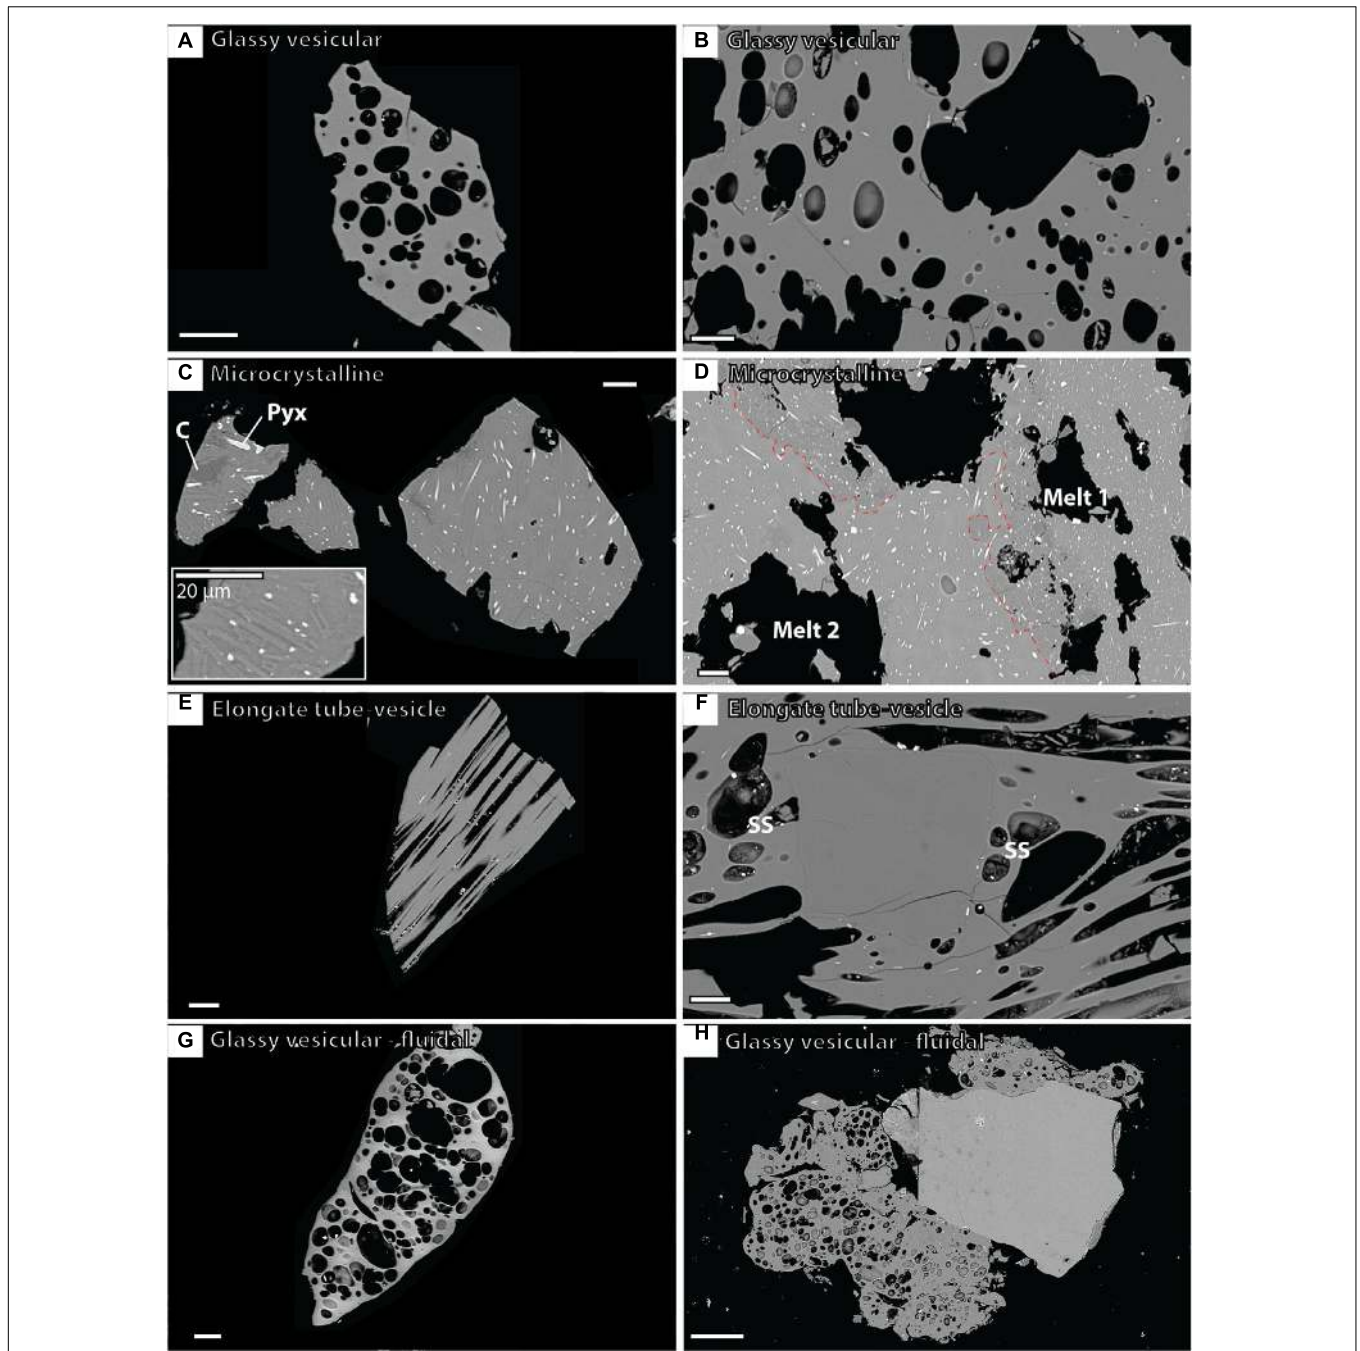 A Glassy vesicular
B Glassy vesicular
C Microcrystalline
Pyx
C
20 µm
D Microcrystalline
Melt 1
Melt 2
E Elongate tube-vesicle
F Elongate tube-vesicle
SS
SS
G Glassy vesicular - fluidal
H Glassy vesicular - fluidal